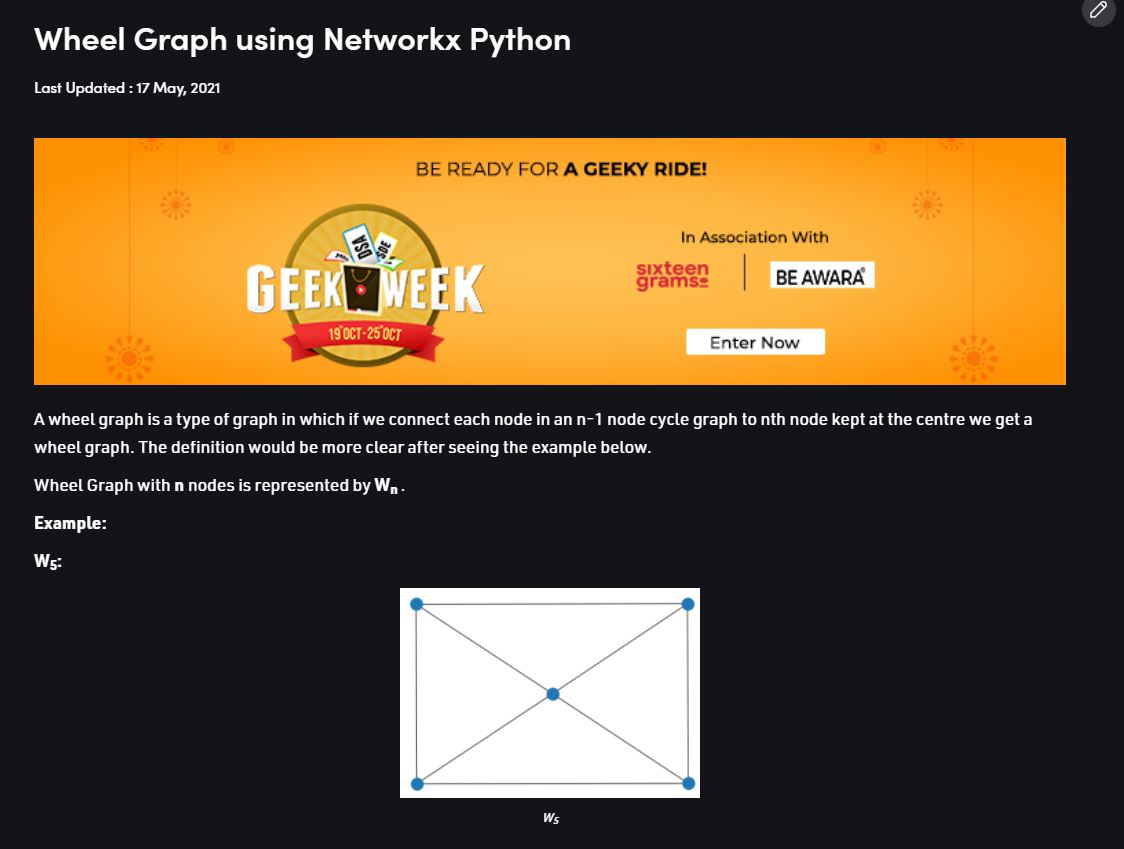 Wheel Graph using Networkx Python
Last Updated : 17 May, 2021
BE READY FOR A GEEKY RIDE!
DSA
SDE
GEEK WEEK
19 OCT-25 OCT
In Association With
sixteen
grams
BE AWARA
Enter Now
A wheel graph is a type of graph in which if we connect each node in an n-1 node cycle graph to nth node kept at the centre we get a
wheel graph. The definition would be more clear after seeing the example below.
Wheel Graph with n nodes is represented by Wn .
Example:
W5:
W5